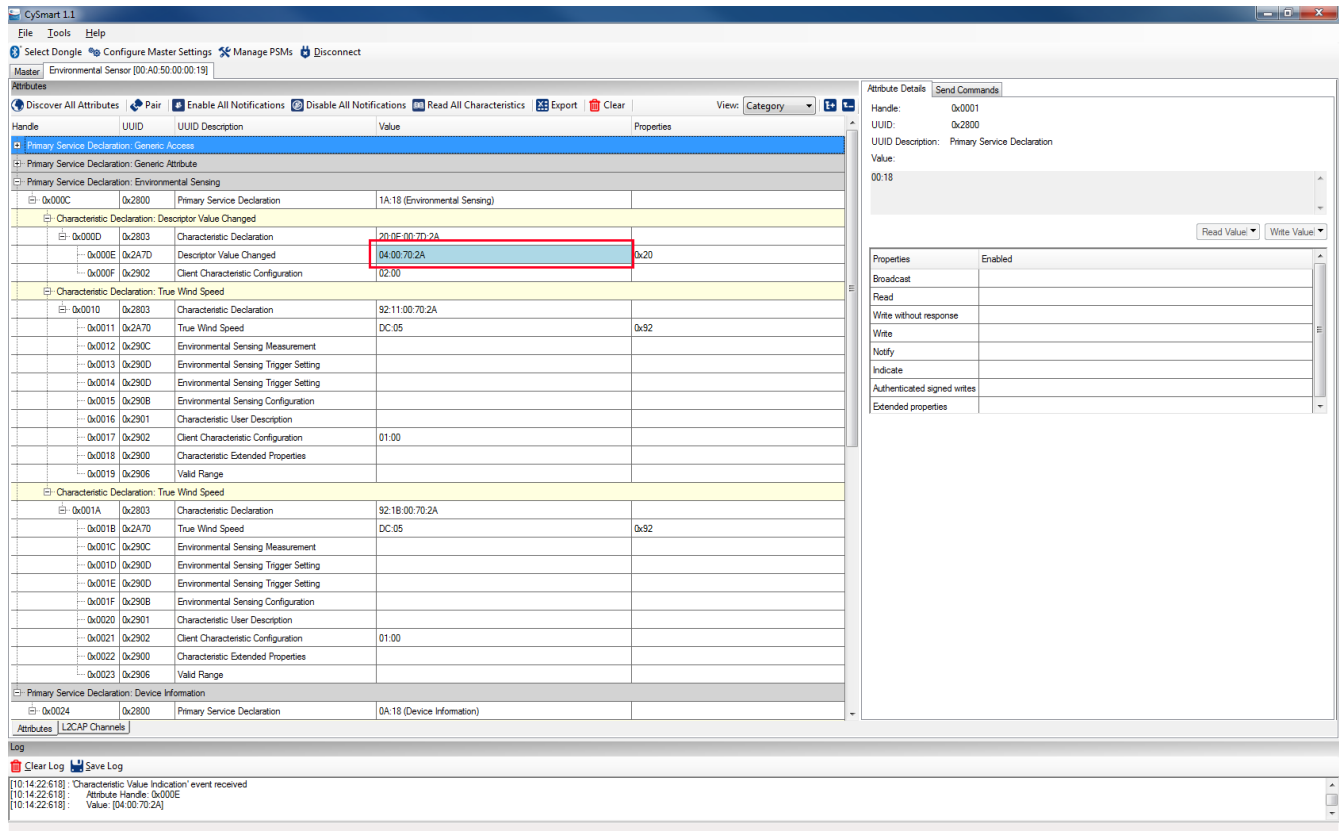 CySmart 1.1
File Tools Help
Select Dongle Configure Master Settings Manage PSMs Disconnect
Master Environmental Sensor [00:A0:50:00:00:19]
Attributes
Discover All Attributes Pair Enable All Notifications Disable All Notifications Read All Characteristics Export Clear View: Category
Handle UUID UUID Description Value Properties
Primary Service Declaration: Generic Access
Primary Service Declaration: Generic Attribute
Primary Service Declaration: Environmental Sensing
0x000C 0x2800 Primary Service Declaration 1A:18 (Environmental Sensing)
Characteristic Declaration: Descriptor Value Changed
0x000D 0x2803 Characteristic Declaration 20:0E:00:7D:2A
0x000E 0x2A7D Descriptor Value Changed 04:00:70:2A 0x20
0x000F 0x2902 Client Characteristic Configuration 02:00
Characteristic Declaration: True Wind Speed
0x0010 0x2803 Characteristic Declaration 92:11:00:70:2A
0x0011 0x2A70 True Wind Speed DC:05 0x92
0x0012 0x290C Environmental Sensing Measurement
0x0013 0x290D Environmental Sensing Trigger Setting
0x0014 0x290D Environmental Sensing Trigger Setting
0x0015 0x290B Environmental Sensing Configuration
0x0016 0x2901 Characteristic User Description
0x0017 0x2902 Client Characteristic Configuration 01:00
0x0018 0x2900 Characteristic Extended Properties
0x0019 0x2906 Valid Range
Characteristic Declaration: True Wind Speed
0x001A 0x2803 Characteristic Declaration 92:1B:00:70:2A
0x001B 0x2A70 True Wind Speed DC:05 0x92
0x001C 0x290C Environmental Sensing Measurement
0x001D 0x290D Environmental Sensing Trigger Setting
0x001E 0x290D Environmental Sensing Trigger Setting
0x001F 0x290B Environmental Sensing Configuration
0x0020 0x2901 Characteristic User Description
0x0021 0x2902 Client Characteristic Configuration 01:00
0x0022 0x2900 Characteristic Extended Properties
0x0023 0x2906 Valid Range
Primary Service Declaration: Device Information
0x0024 0x2800 Primary Service Declaration 0A:18 (Device Information)
Attributes L2CAP Channels
Attribute Details Send Commands
Handle: 0x0001
UUID: 0x2800
UUID Description: Primary Service Declaration
Value:
00:18
Read Value Write Value
Properties Enabled
Broadcast
Read
Write without response
Write
Notify
Indicate
Authenticated signed writes
Extended properties
Log
Clear Log Save Log
[10:14:22:618] : 'Characteristic Value Indication' event received
[10:14:22:618] : Attribute Handle: 0x000E
[10:14:22:618] : Value: [04:00:70:2A]